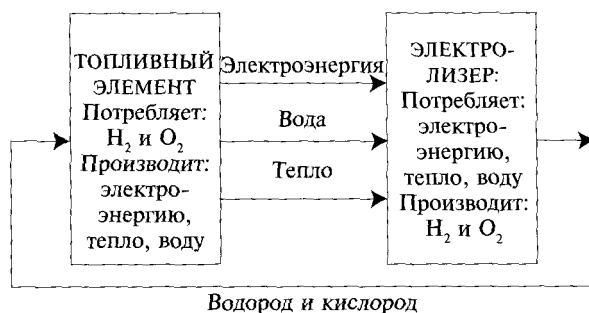 ТОПЛИВНЫЙ
ЭЛЕМЕНТ
Потребляет:
H₂ и O₂
Производит:
электро-
энергию,
тепло, воду
Электроэнергия
Вода
Тепло
ЭЛЕКТРО-
ЛИЗЕР:
Потребляет:
электро-
энергию,
тепло, воду
Производит:
H₂ и O₂
Водород и кислород